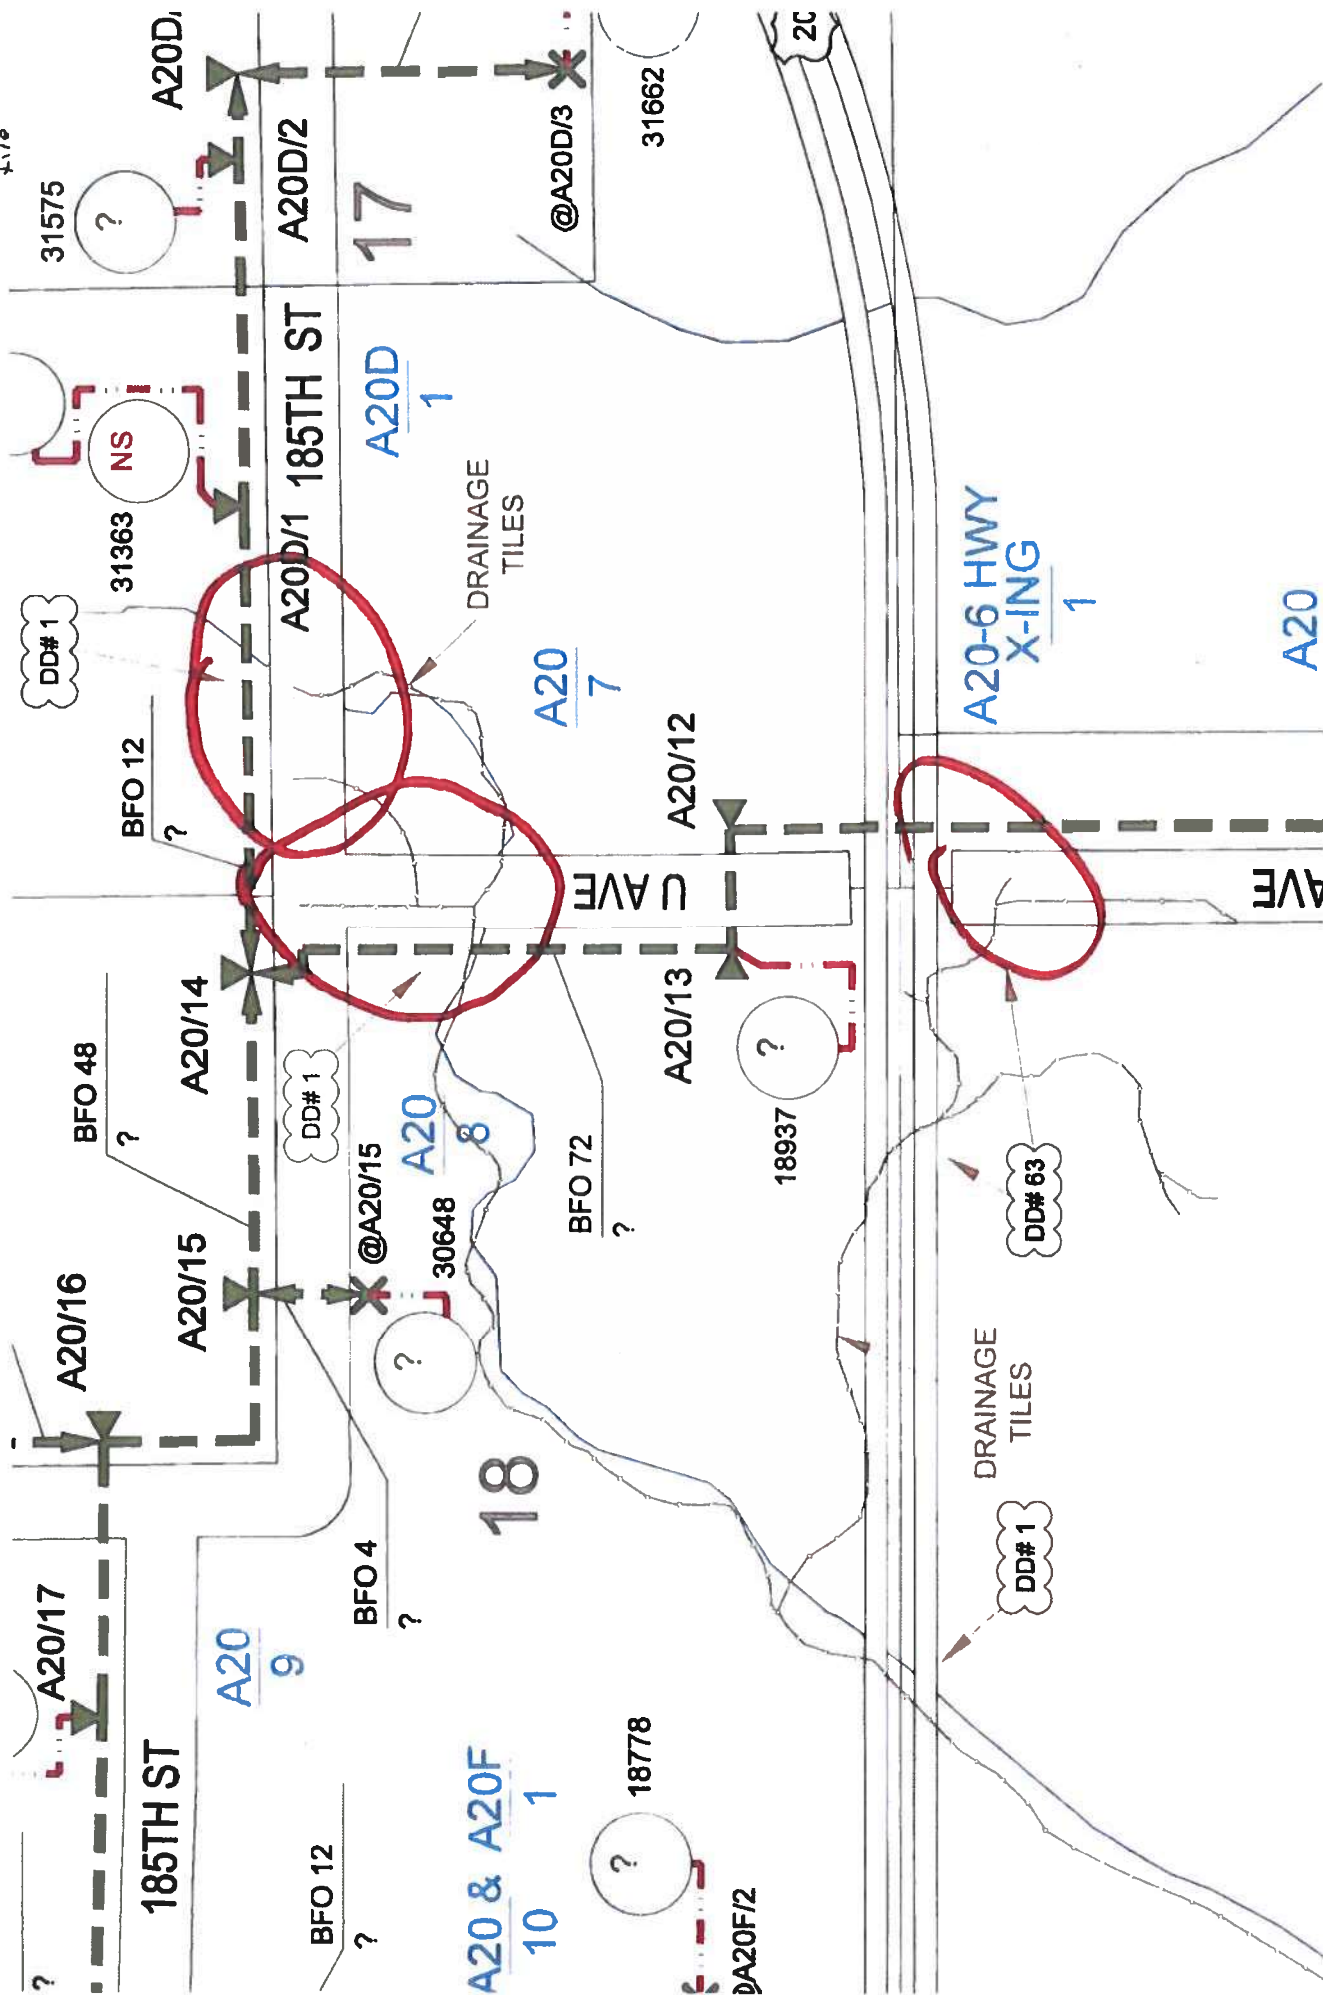 A20/17
A20/16
A20/15
BFO 48
?
A20/14
BFO 12
?
DD# 1
31363
NS
31575
?
185TH ST
A20
9
BFO 4
?
@A20/15
30648
?
DD# 1
A20D/1
185TH ST
A20D/2
17
A20D
1
DRAINAGE
TILES
@A20D/3
31662
?
BFO 12
?
A20 & A20F
10
1
18
A20
8
BFO 72
?
U AVE
A20
7
18778
?
18937
?
A20/13
A20/12
DRAINAGE
TILES
DD# 1
DD# 63
A20-6 HWY
X-ING
1
A20